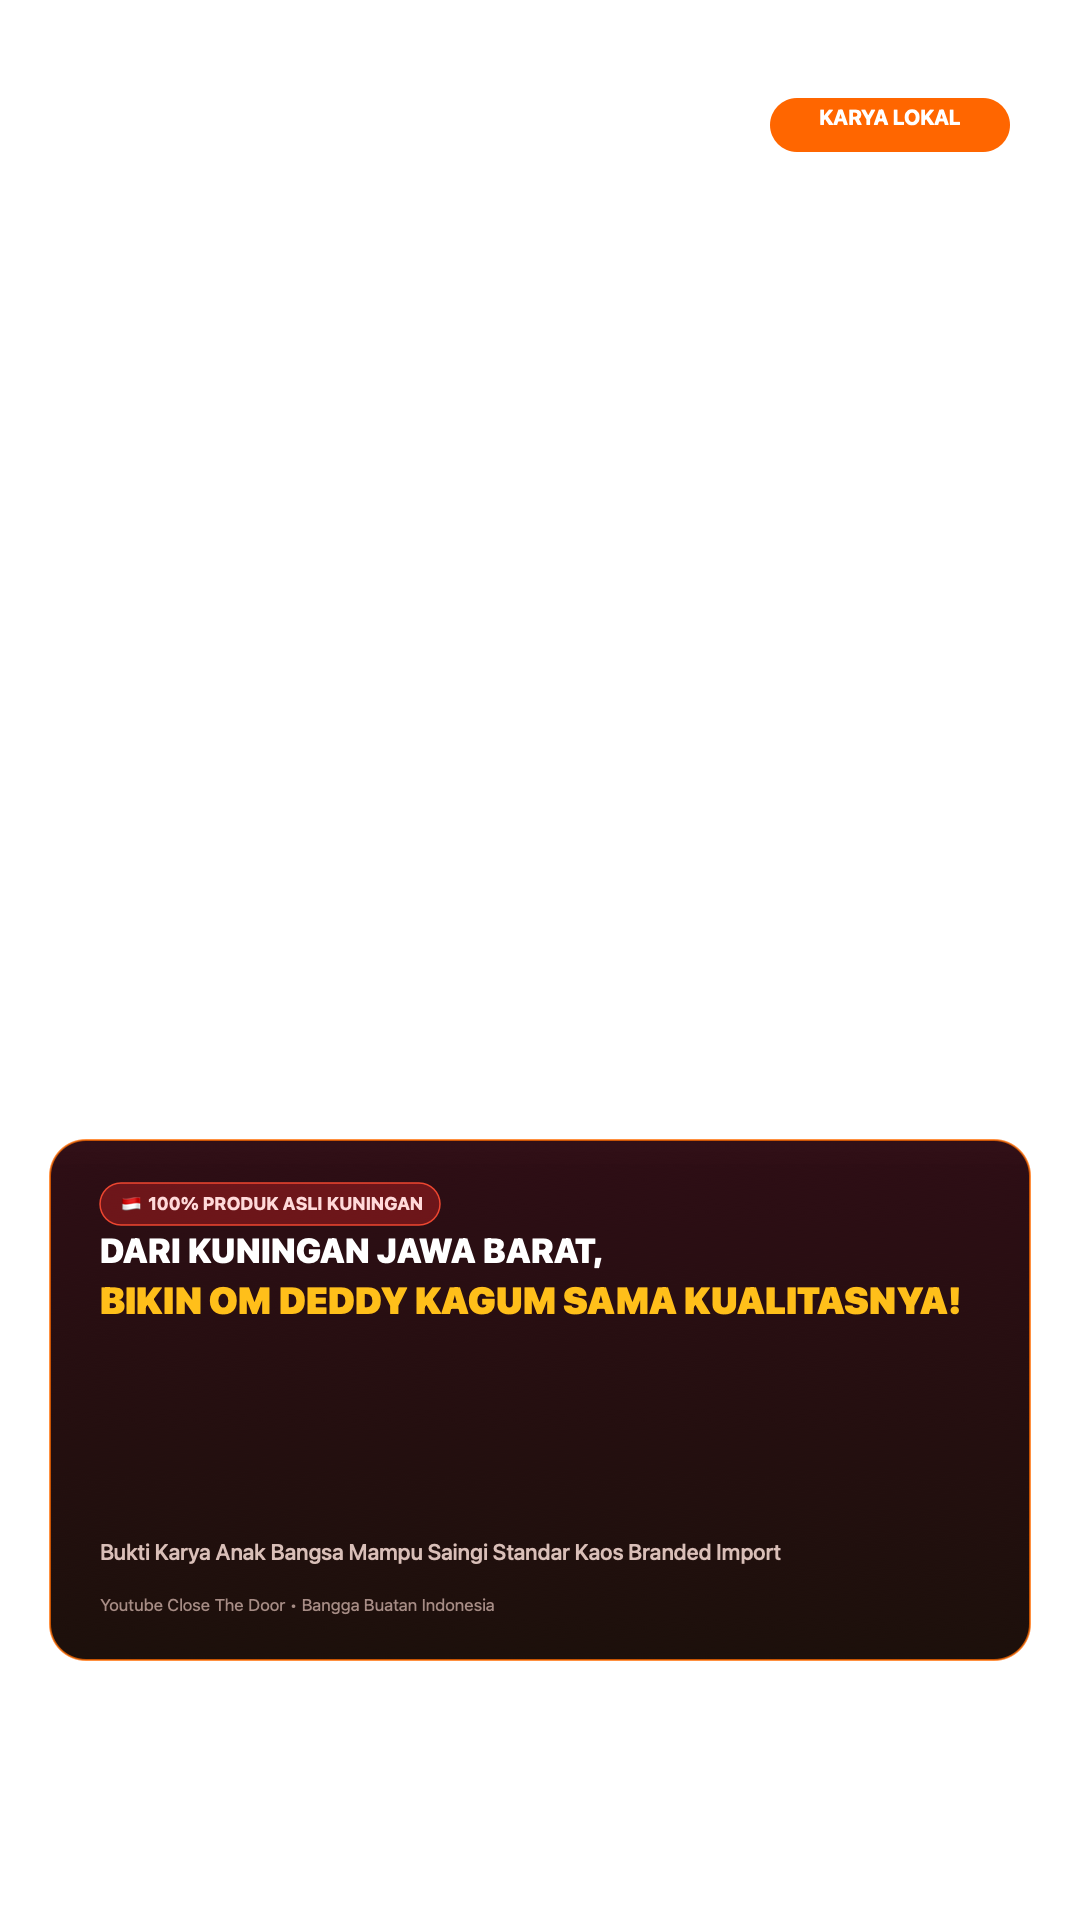 KARYA LOKAL
🇮🇩 100% PRODUK ASLI KUNINGAN
DARI KUNINGAN JAWA BARAT,
BIKIN OM DEDDY KAGUM SAMA KUALITASNYA!
Bukti Karya Anak Bangsa Mampu Saingi Standar Kaos Branded Import
Youtube Close The Door • Bangga Buatan Indonesia